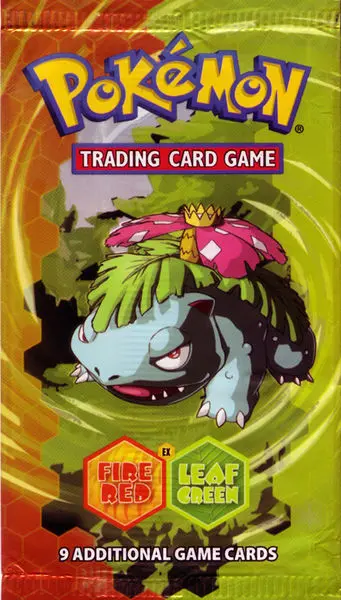 POKéMON®
TRADING CARD GAME
EX
FIRE RED
LEAF GREEN
9 ADDITIONAL GAME CARDS